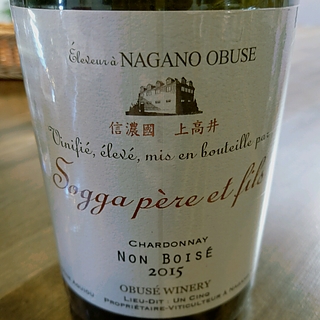 Éleveur à NAGANO OBUSE
信濃國 上高井
Vinifié, élevé, mis en bouteille par
Sogga père et fils
CHARDONNAY
NON BOISÉ
2015
OBUSÉ WINERY
LIEU-DIT : UN CINQ
PROPRIÉTAIRE-VITICULTEUR À